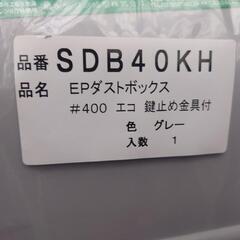 品番 SDB40KH
品名 EPダストボックス
#400 エコ 鍵止め金具付
色 グレー
入数 1